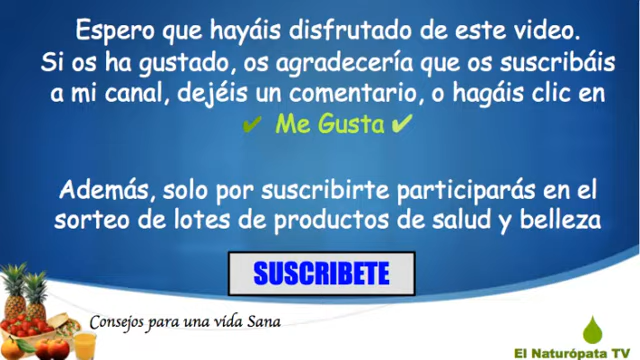 Espero que hayáis disfrutado de este video.
Si os ha gustado, os agradecería que os suscribáis
a mi canal, dejéis un comentario, o hagáis clic en
✔ Me Gusta ✔
Además, solo por suscribirte participarás en el
sorteo de lotes de productos de salud y belleza
SUSCRIBETE
Consejos para una vida Sana
El Naturópata TV